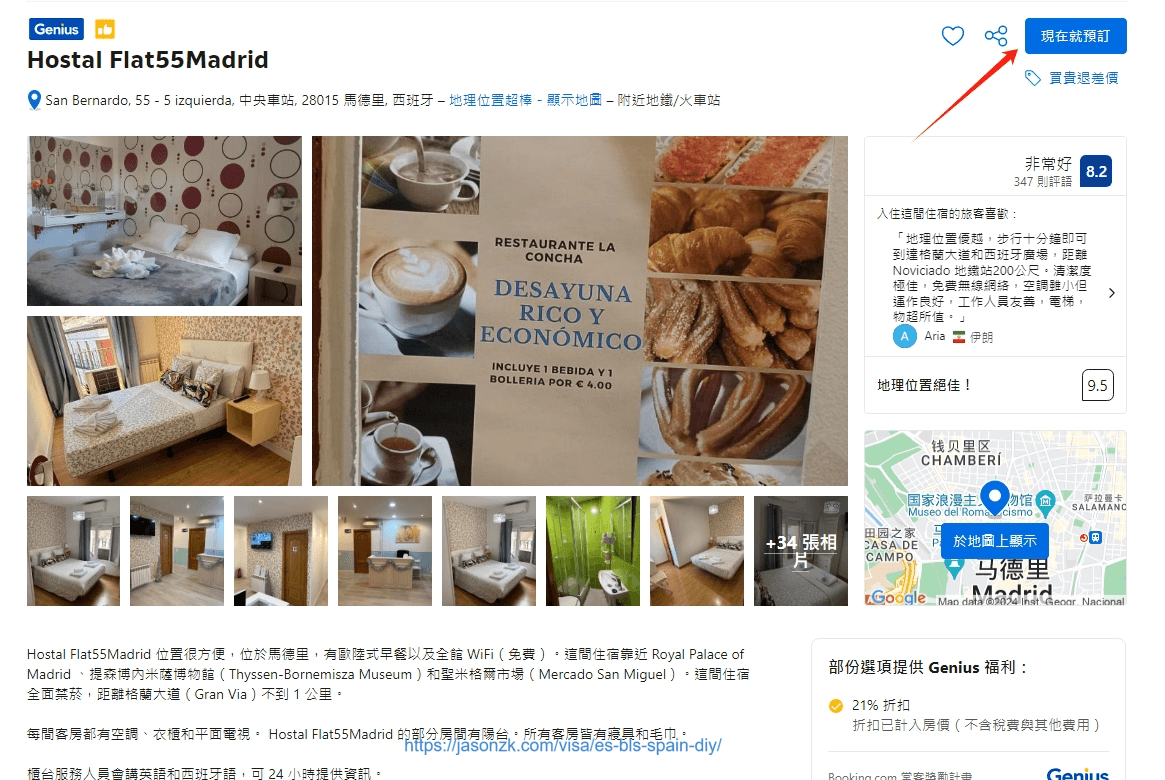 Genius
Hostal Flat55Madrid
現在就預訂
買貴退差價
San Bernardo, 55 - 5 izquierda, 中央車站, 28015 馬德里, 西班牙 – 地理位置超棒 - 顯示地圖 – 附近地鐵/火車站
RESTAURANTE LA
CONCHA
DESAYUNA
RICO Y
ECONÓMICO
INCLUYE 1 BEBIDA Y 1
BOLLERIA POR € 4.00
+34 張相
片
非常好
347 則評語
8.2
入住這間住宿的旅客喜歡：
「地理位置優越，步行十分鐘即可
到達格蘭大道和西班牙廣場，距離
Noviciado 地鐵站200公尺。清潔度
極佳，免費無線網絡，空調雖小但
運作良好，工作人員友善，電梯，
物超所值。」
A Aria 伊朗
地理位置絕佳！
9.5
钱贝里区
CHAMBERÍ
国家浪漫主
物馆
Museo del Romanticismo
萨拉曼卡
SALAMANC
田园之家
CASA DE
CAMPO
於地圖上顯示
马德里
Madrid
Google
Map data ©2024 Inst. Geogr. Nacional
Hostal Flat55Madrid 位置很方便，位於馬德里，有歐陸式早餐以及全館 WiFi（免費）。這間住宿靠近 Royal Palace of
Madrid 、提森博內米薩博物館（Thyssen-Bornemisza Museum）和聖米格爾市場（Mercado San Miguel）。這間住宿
全面禁菸，距離格蘭大道（Gran Via）不到 1 公里。
每間客房都有空調、衣櫃和平面電視。 Hostal Flat55Madrid 的部分房間有陽台。所有客房皆有寢具和毛巾。
https://jasonzk.com/visa/es-bls-spain-diy/
櫃台服務人員會講英語和西班牙語，可 24 小時提供資訊。
部份選項提供 Genius 福利：
21% 折扣
折扣已計入房價（不含稅費與其他費用）
Booking.com 常客獎勵計畫
Genius